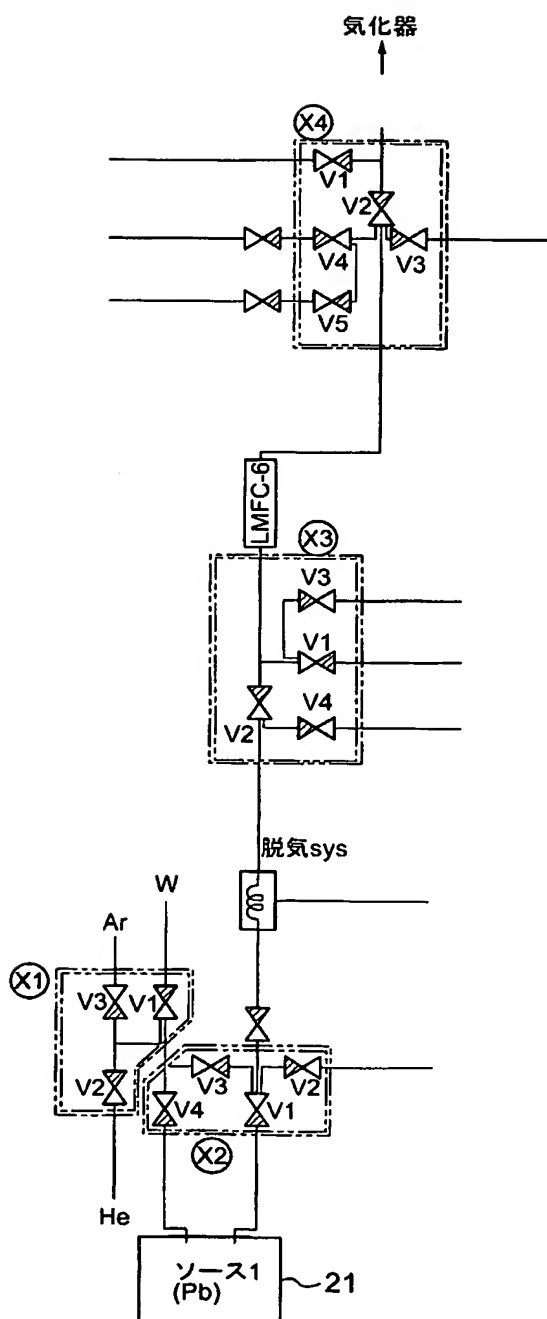 気化器
X4
V1
V2
V4
V3
V5
LMFC-6
X3
V3
V1
V4
V2
脱気sys
W
Ar
X1
V3
V1
V2
V3
V2
V4
V1
X2
He
ソース1
(Pb)
21